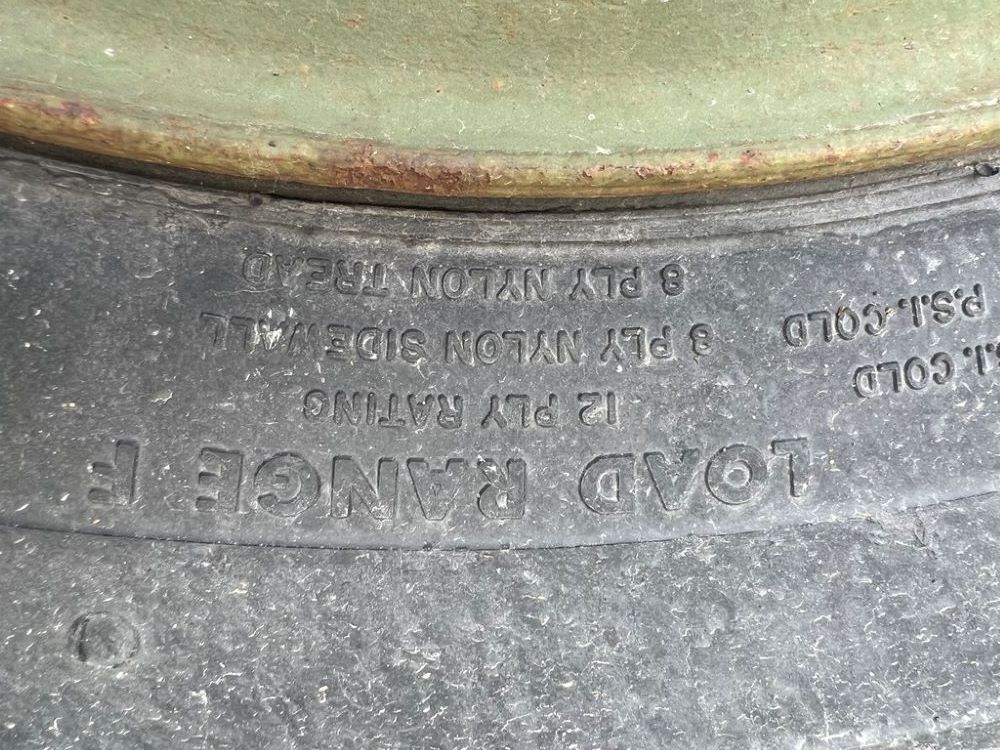 LOAD RANGE F
12 PLY RATING
8 PLY NYLON SIDEWALL
8 PLY NYLON TREAD
S.I. COLD
P.S.I. COLD